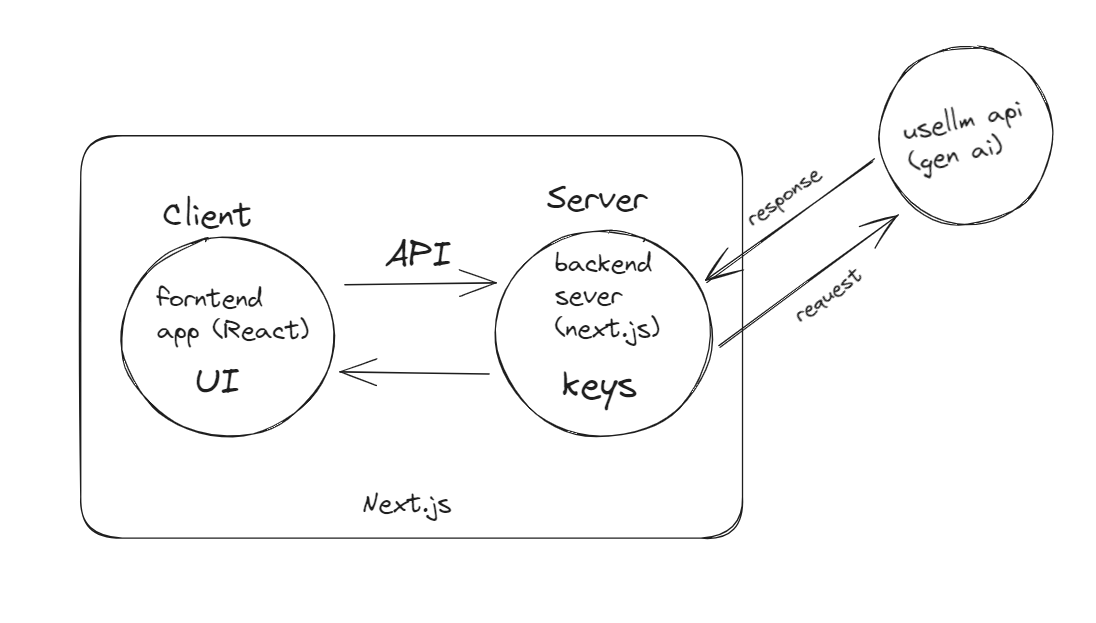 Client
forntend
app (React)
UI
API
Server
backend
sever
(next.js)
keys
response
request
usellm api
(gen ai)
Next.js